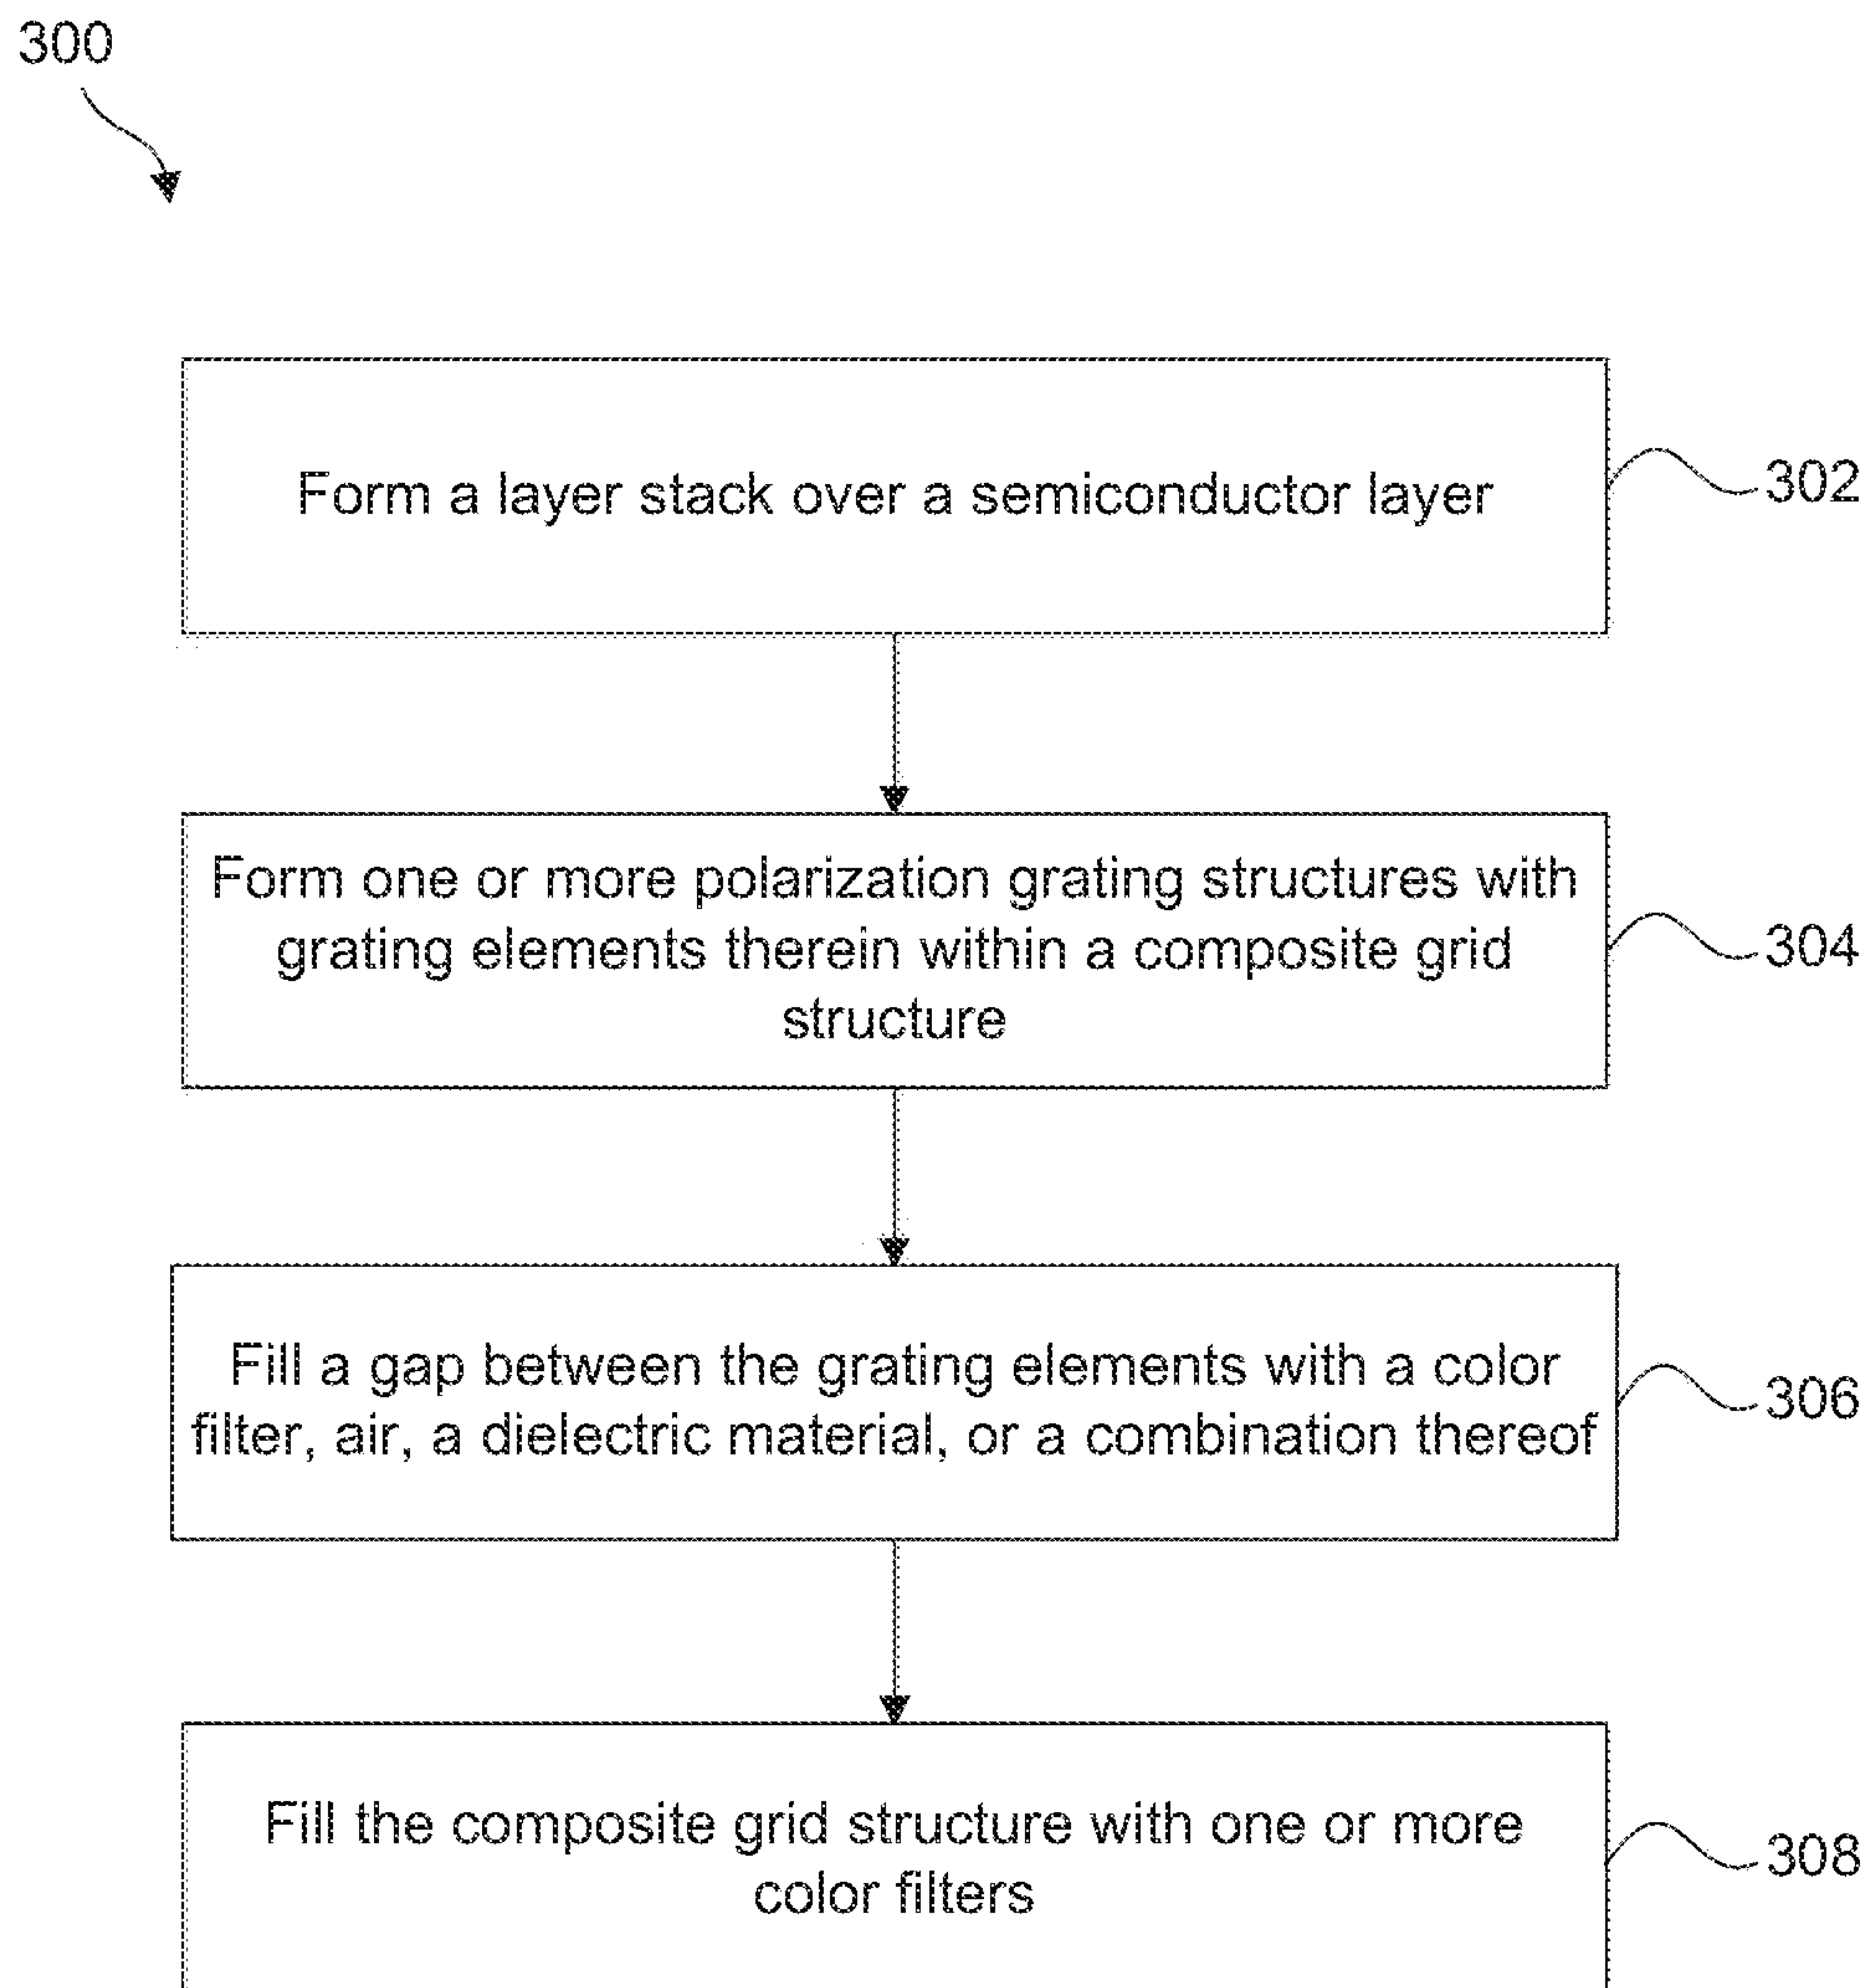 300
Form a layer stack over a semiconductor layer
302
Form one or more polarization grating structures with
grating elements therein within a composite grid
structure
304
Fill a gap between the grating elements with a color
filter, air, a dielectric material, or a combination thereof
306
Fill the composite grid structure with one or more
color filters
308